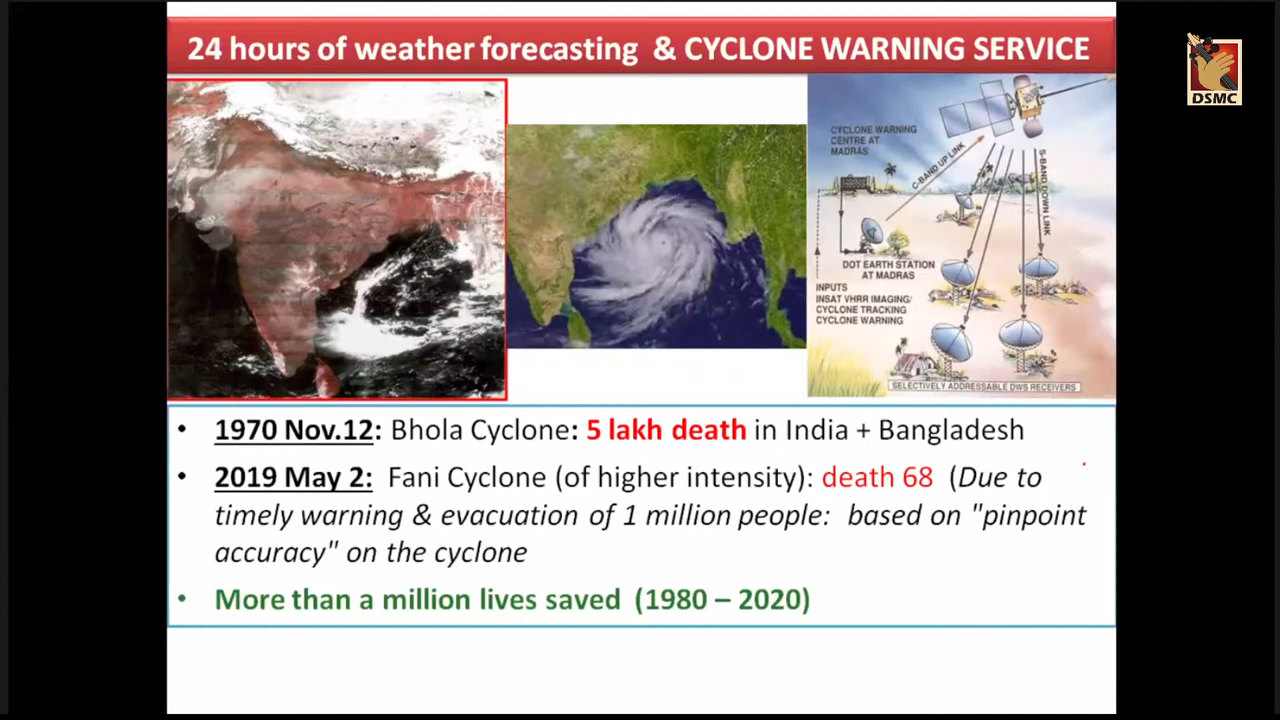 24 hours of weather forecasting & CYCLONE WARNING SERVICE
DSMC
CYCLONE WARNING
CENTRE AT
MADRAS
C-BAND UP LINK
S-BAND DOWN LINK
DOT EARTH STATION
AT MADRAS
INPUTS
INSAT VHRR IMAGING/
CYCLONE TRACKING
CYCLONE WARNING
SELECTIVELY ADDRESSABLE DWS RECEIVERS
• 1970 Nov.12: Bhola Cyclone: 5 lakh death in India + Bangladesh
• 2019 May 2: Fani Cyclone (of higher intensity): death 68 (Due to
timely warning & evacuation of 1 million people: based on "pinpoint
accuracy" on the cyclone
• More than a million lives saved (1980 – 2020)